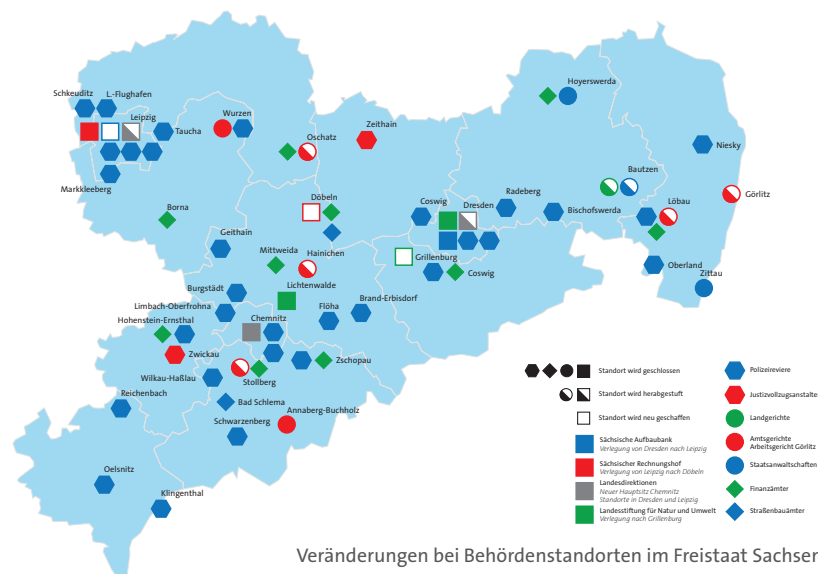 Hoyerswerda
Schkeuditz
L.-Flughafen
Leipzig
Taucha
Wurzen
Oschatz
Zeithain
Niesky
Bautzen
Görlitz
Markkleeberg
Borna
Döbeln
Coswig
Dresden
Radeberg
Bischofswerda
Löbau
Geithain
Mittweida
Hainichen
Grillenburg
Coswig
Oberland
Zittau
Burgstädt
Lichtenwalde
Limbach-Oberfrohna
Flöha
Brand-Erbisdorf
Hohenstein-Ernsthal
Chemnitz
Zwickau
Zschopau
Wilkau-Haßlau
Stollberg
Reichenbach
Bad Schlema
Annaberg-Buchholz
Schwarzenberg
Oelsnitz
Klingenthal
Standort wird geschlossen
Standort wird herabgestuft
Standort wird neu geschaffen
Sächsische Aufbaubank
Verlegung von Dresden nach Leipzig
Sächsischer Rechnungshof
Verlegung von Leipzig nach Döbeln
Landesdirektionen
Neuer Hauptsitz Chemnitz
Standorte in Dresden und Leipzig
Landesstiftung für Natur und Umwelt
Verlegung nach Grillenburg
Polizeireviere
Justizvollzugsanstalte
Landgerichte
Amtsgerichte
Arbeitsgericht Görlitz
Staatsanwaltschaften
Finanzämter
Straßenbauämter
Veränderungen bei Behördenstandorten im Freistaat Sachsen